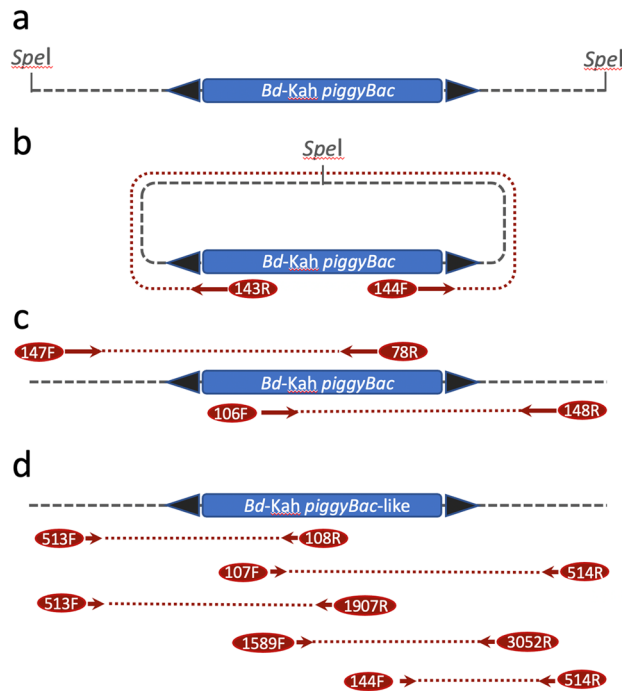 a
SpeI SpeI
Bd-Kah piggyBac
b
SpeI
Bd-Kah piggyBac
143R 144F
c
147F 78R
Bd-Kah piggyBac
106F 148R
d
Bd-Kah piggyBac-like
513F 108R
107F 514R
513F 1907R
1589F 3052R
144F 514R